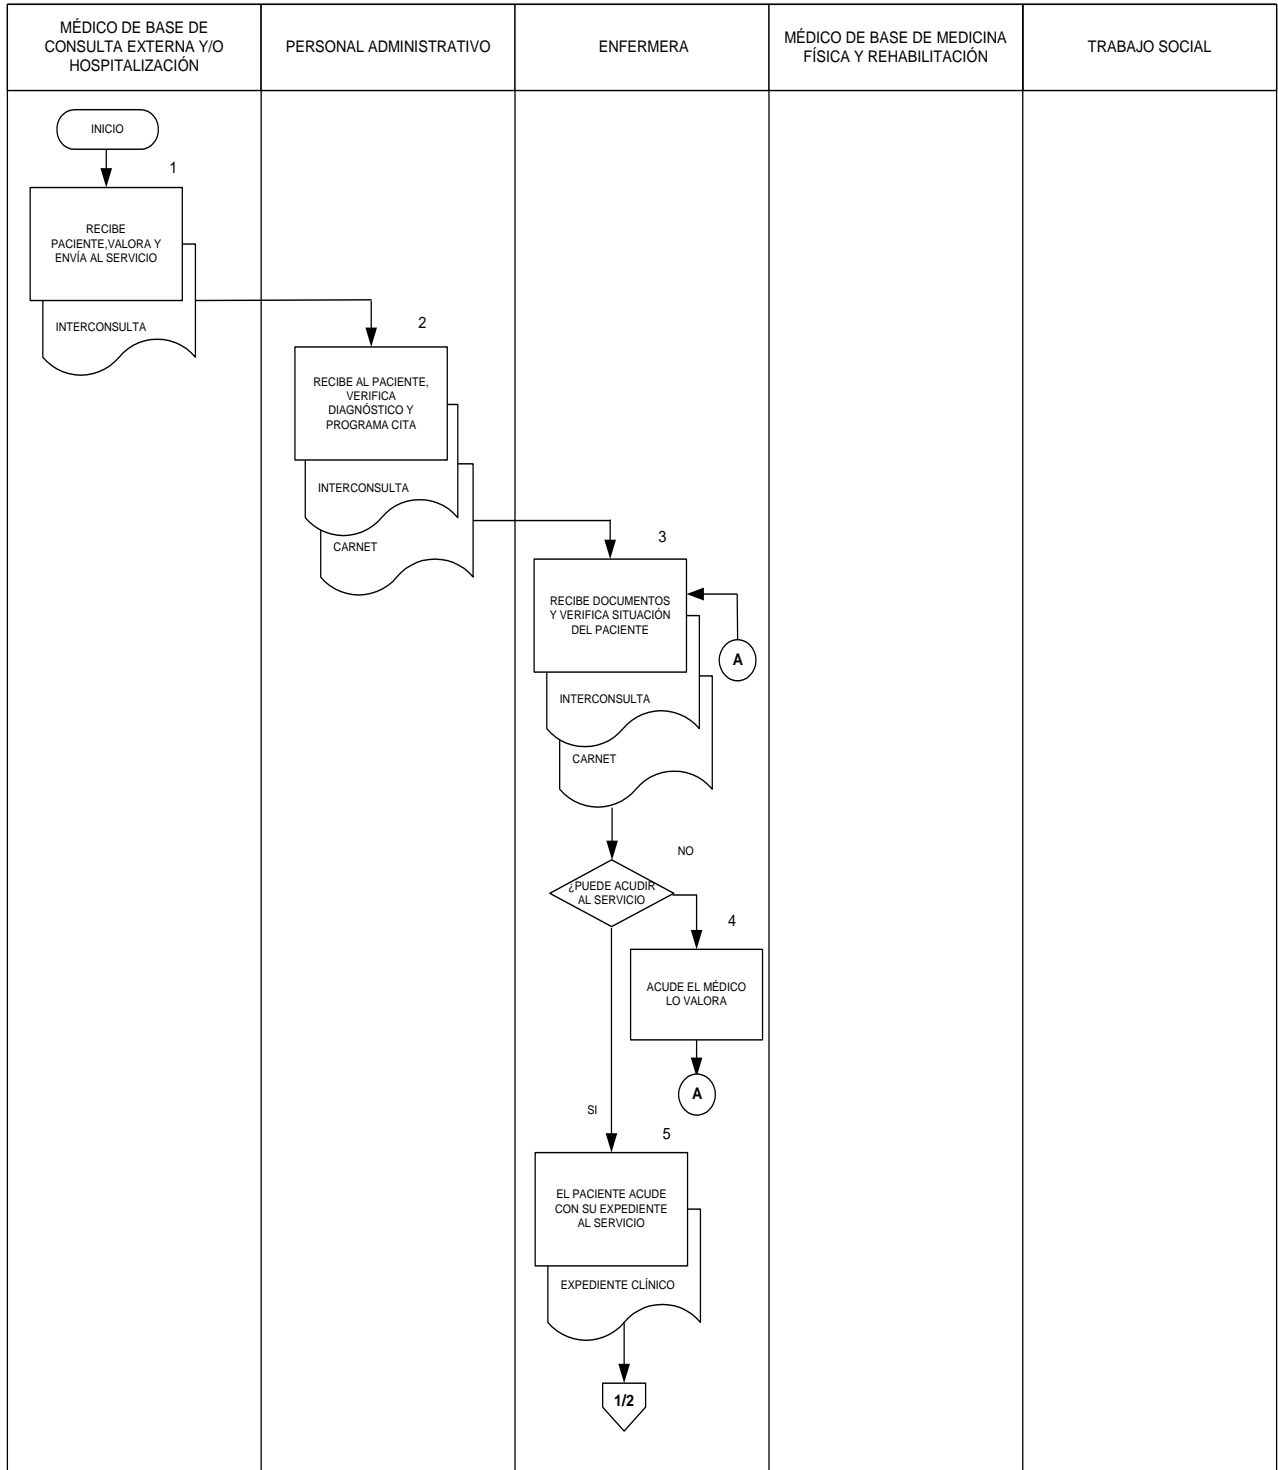 MÉDICO DE BASE DE
CONSULTA EXTERNA Y/O
HOSPITALIZACIÓN
PERSONAL ADMINISTRATIVO
ENFERMERA
MÉDICO DE BASE DE MEDICINA
FÍSICA Y REHABILITACIÓN
TRABAJO SOCIAL
INICIO
1
RECIBE
PACIENTE,VALORA Y
ENVÍA AL SERVICIO
INTERCONSULTA
2
RECIBE AL PACIENTE,
VERIFICA
DIAGNÓSTICO Y
PROGRAMA CITA
INTERCONSULTA
CARNET
3
RECIBE DOCUMENTOS
Y VERIFICA SITUACIÓN
DEL PACIENTE
A
INTERCONSULTA
CARNET
NO
¿PUEDE ACUDIR
AL SERVICIO
4
ACUDE EL MÉDICO
LO VALORA
A
SI
5
EL PACIENTE ACUDE
CON SU EXPEDIENTE
AL SERVICIO
EXPEDIENTE CLÍNICO
1/2